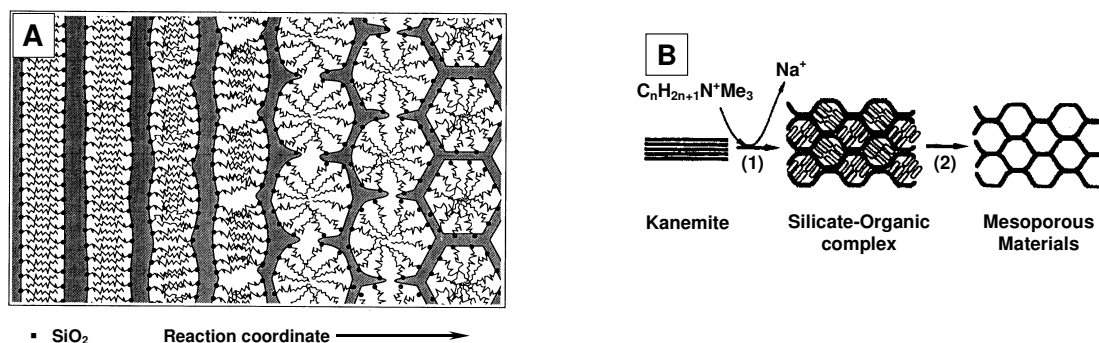 A
▪ SiO₂ Reaction coordinate
B
Na⁺
CₙH₂ₙ₊₁N⁺Me₃
(1)
(2)
Kanemite
Silicate-Organic
complex
Mesoporous
Materials